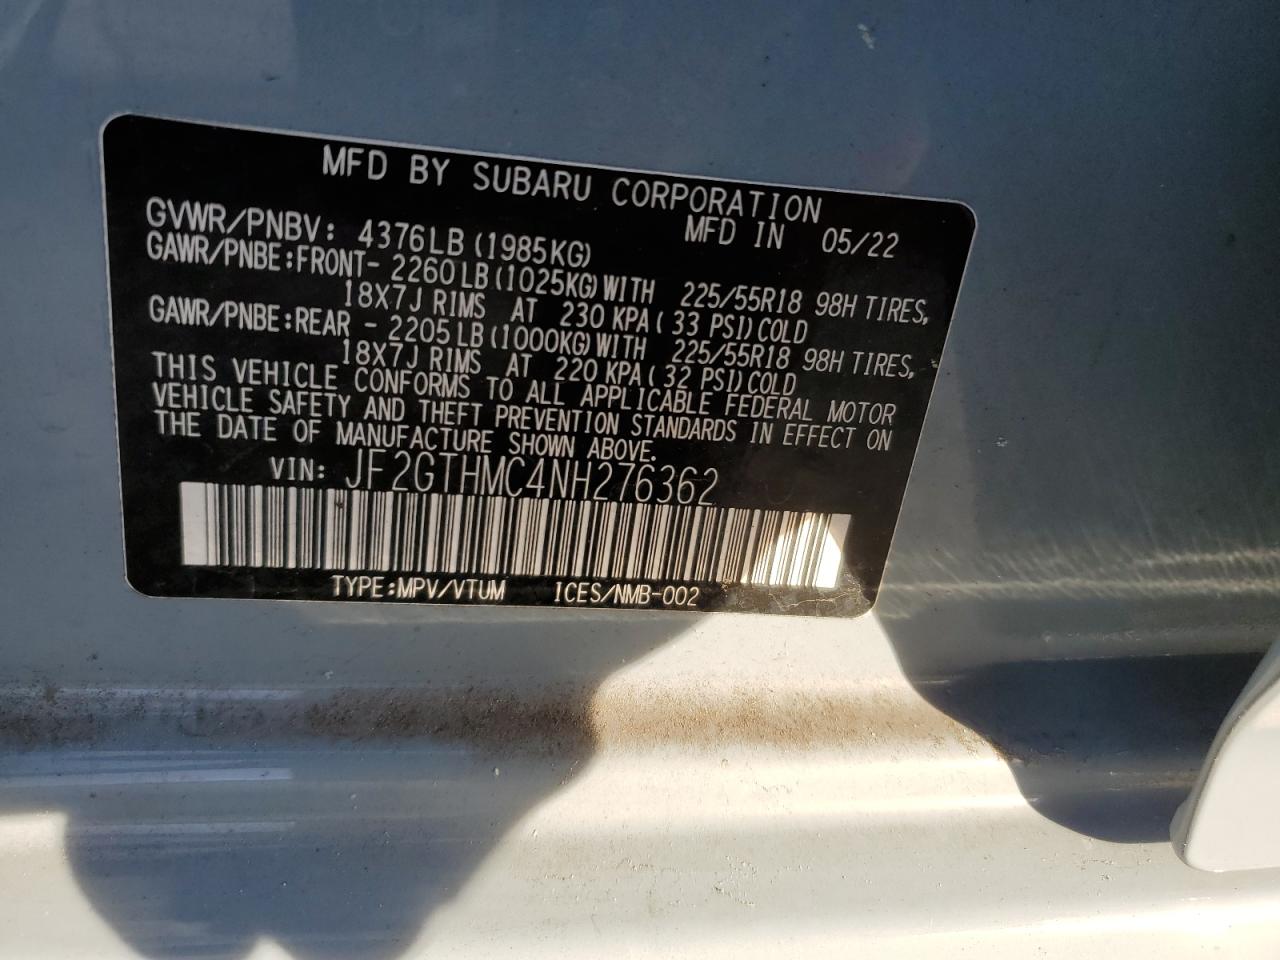 MFD BY SUBARU CORPORATION
MFD IN 05/22
GVWR/PNBV: 4376LB (1985KG)
GAWR/PNBE:FRONT- 2260LB (1025KG) WITH 225/55R18 98H TIRES,
18X7J RIMS AT 230 KPA( 33 PSI)COLD
GAWR/PNBE:REAR - 2205LB (1000KG) WITH 225/55R18 98H TIRES,
18X7J RIMS AT 220 KPA( 32 PSI)COLD
THIS VEHICLE CONFORMS TO ALL APPLICABLE FEDERAL MOTOR
VEHICLE SAFETY AND THEFT PREVENTION STANDARDS IN EFFECT ON
THE DATE OF MANUFACTURE SHOWN ABOVE.
VIN: JF2GTHMC4NH276362
TYPE:MPV/VTUM ICES/NMB-002